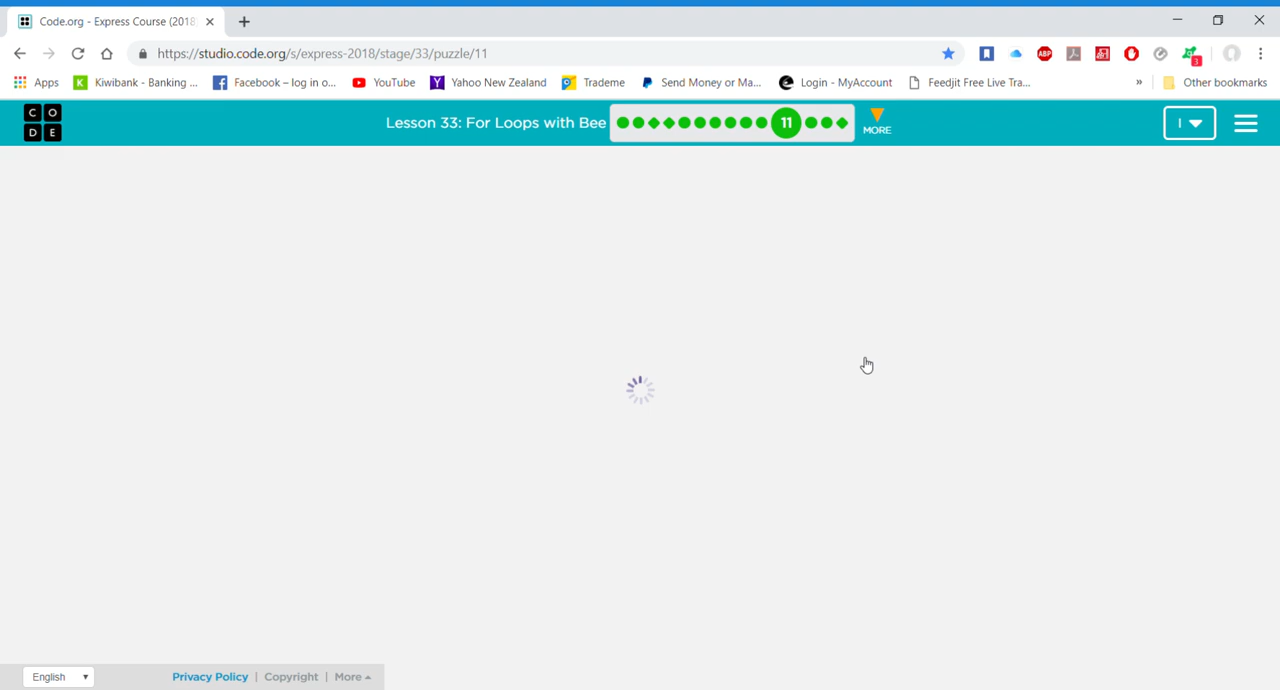 Code.org - Express Course (2018)
https://studio.code.org/s/express-2018/stage/33/puzzle/11
ABP
3
Apps
Kiwibank - Banking ...
Facebook – log in o...
YouTube
Yahoo New Zealand
Trademe
Send Money or Ma...
Login - MyAccount
Feedjit Free Live Tra...
»
Other bookmarks
C O
D E
Lesson 33: For Loops with Bee
11
MORE
I
English
Privacy Policy | Copyright | More